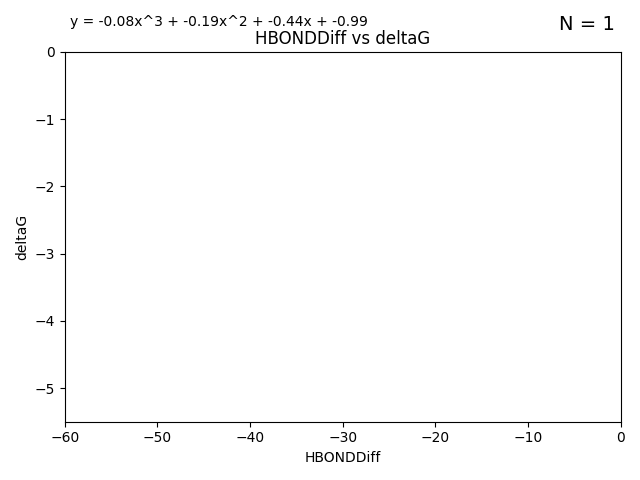 y = -0.08x^3 + -0.19x^2 + -0.44x + -0.99
N = 1
HBONDDiff vs deltaG
0
−1
−2
−3
−4
−5
deltaG
−60
−50
−40
−30
−20
−10
0
HBONDDiff